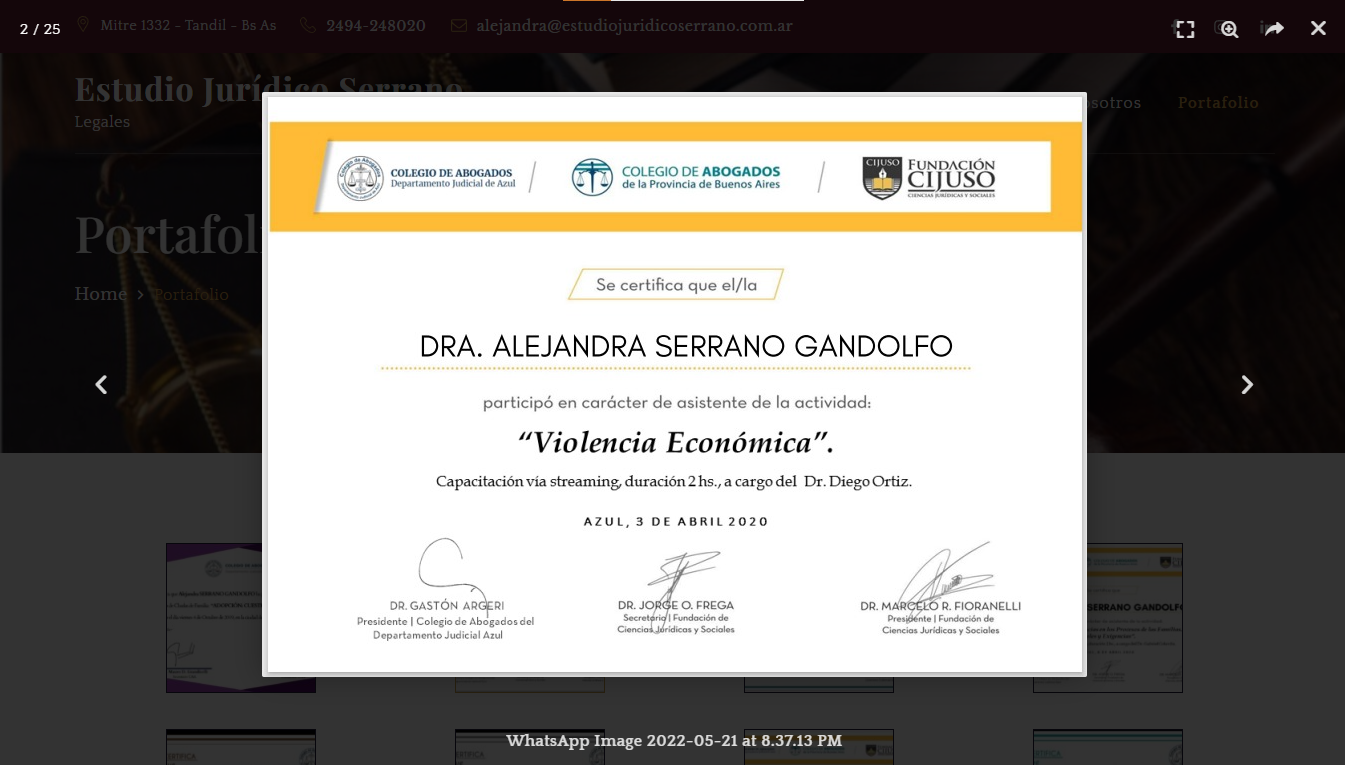 2 / 25
Mitre 1332 - Tandil - Bs As
2494-248020
alejandra@estudiojuridicoserrano.com.ar
Estudio Jurídico Serrano
Legales
Portafolio
Home > Portafolio
COLEGIO DE ABOGADOS
Departamento Judicial de Azul
COLEGIO DE ABOGADOS
de la Provincia de Buenos Aires
CIJUSO
FUNDACIÓN
CIJUSO
CIENCIAS JURÍDICAS Y SOCIALES
Se certifica que el/la
DRA. ALEJANDRA SERRANO GANDOLFO
participó en carácter de asistente de la actividad:
“Violencia Económica”.
Capacitación vía streaming, duración 2 hs., a cargo del Dr. Diego Ortiz.
AZUL, 3 DE ABRIL 2020
DR. GASTÓN ARGERI
Presidente | Colegio de Abogados del
Departamento Judicial Azul
DR. JORGE O. FREGA
Secretario | Fundación de
Ciencias Jurídicas y Sociales
DR. MARCELO R. FIORANELLI
Presidente | Fundación de
Ciencias Jurídicas y Sociales
SERRANO GANDOLFO
WhatsApp Image 2022-05-21 at 8.37.13 PM